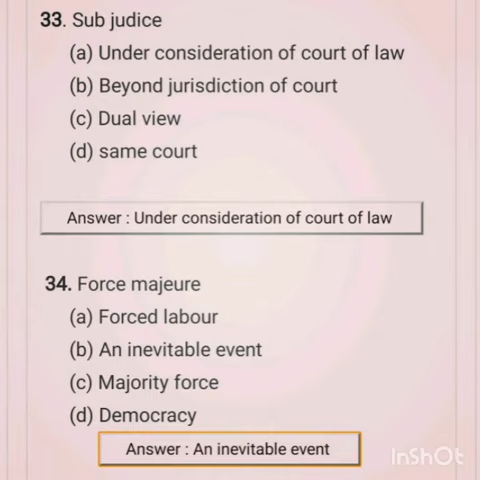 33. Sub judice
(a) Under consideration of court of law
(b) Beyond jurisdiction of court
(c) Dual view
(d) same court
Answer : Under consideration of court of law
34. Force majeure
(a) Forced labour
(b) An inevitable event
(c) Majority force
(d) Democracy
Answer : An inevitable event
InShOt